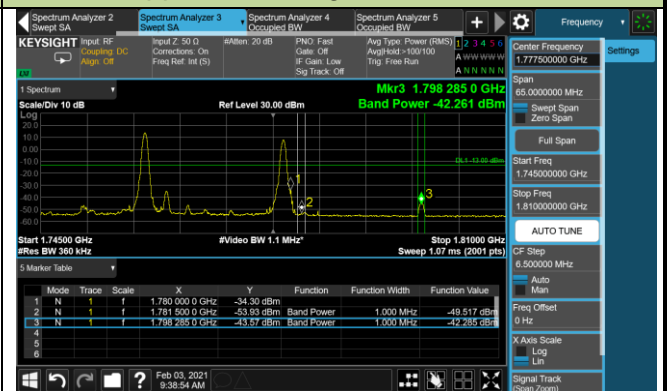 Spectrum Analyzer 2
Swept SA
Spectrum Analyzer 3
Swept SA
Spectrum Analyzer 4
Occupied BW
Spectrum Analyzer 5
Occupied BW
+
Frequency
KEYSIGHT
Input: RF
Coupling: DC
Align: Off
Input Z: 50 Ω
Corrections: On
Freq Ref: Int (S)
#Atten: 20 dB
PNO: Fast
Gate: Off
IF Gain: Low
Sig Track: Off
Avg Type: Power (RMS)
Avg|Hold:>100/100
Trig: Free Run
1 2 3 4 5 6
A W W W W W
A N N N N N
1 Spectrum
Scale/Div 10 dB
Ref Level 30.00 dBm
Mkr3 1.798 285 0 GHz
Band Power -42.261 dBm
Log
20.0
10.0
0.00
-10.0
-20.0
-30.0
-40.0
-50.0
-60.0
DL1 -13.00 dBm
1
2
3
Start 1.74500 GHz
#Res BW 360 kHz
#Video BW 1.1 MHz*
Stop 1.81000 GHz
Sweep 1.07 ms (2001 pts)
5 Marker Table
Mode Trace Scale X Y Function Function Width Function Value
1 N 1 f 1.780 000 0 GHz -34.30 dBm
2 N 1 f 1.781 500 0 GHz -53.93 dBm Band Power 1.000 MHz -49.517 dBm
3 N 1 f 1.798 285 0 GHz -43.57 dBm Band Power 1.000 MHz -42.285 dBm
4
5
6
Center Frequency
1.777500000 GHz
Settings
Span
65.0000000 MHz
Swept Span
Zero Span
Full Span
Start Freq
1.745000000 GHz
Stop Freq
1.810000000 GHz
AUTO TUNE
CF Step
6.500000 MHz
Auto
Man
Freq Offset
0 Hz
X Axis Scale
Log
Lin
Signal Track
(Span Zoom)
?
Feb 03, 2021
9:38:54 AM